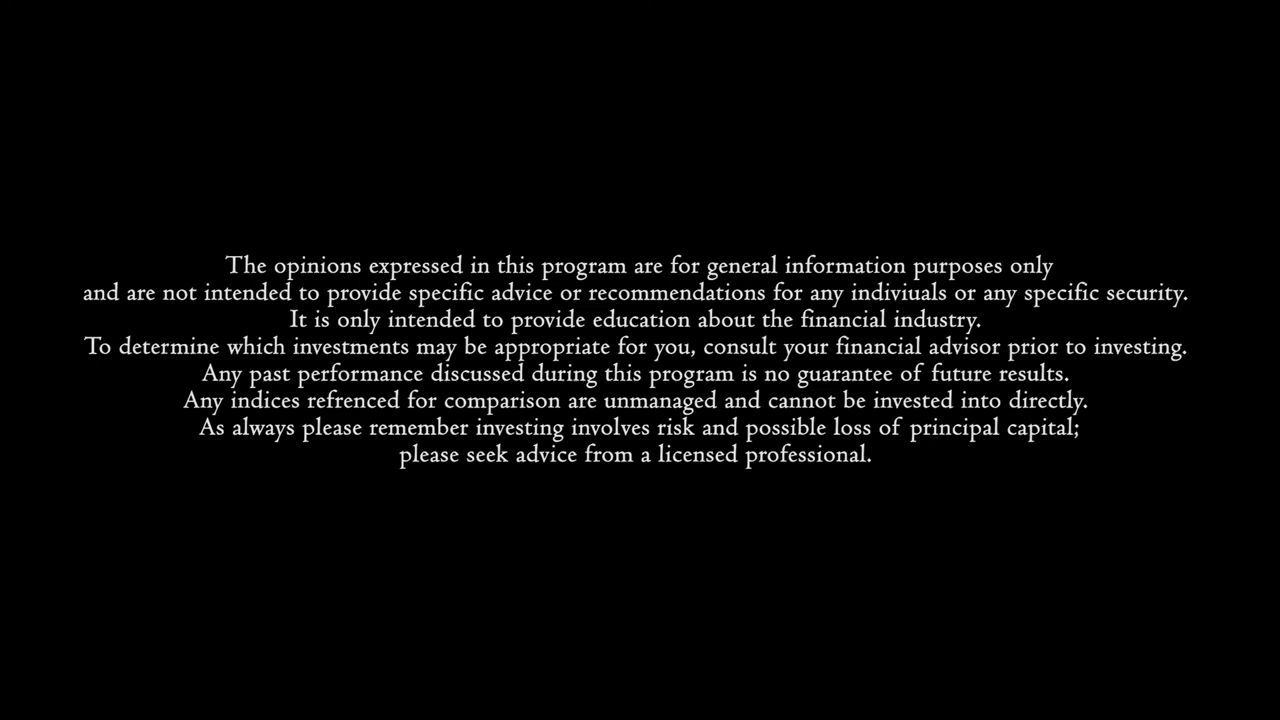 The opinions expressed in this program are for general information purposes only
and are not intended to provide specific advice or recommendations for any indiviuals or any specific security.
It is only intended to provide education about the financial industry.
To determine which investments may be appropriate for you, consult your financial advisor prior to investing.
Any past performance discussed during this program is no guarantee of future results.
Any indices refrenced for comparison are unmanaged and cannot be invested into directly.
As always please remember investing involves risk and possible loss of principal capital;
please seek advice from a licensed professional.